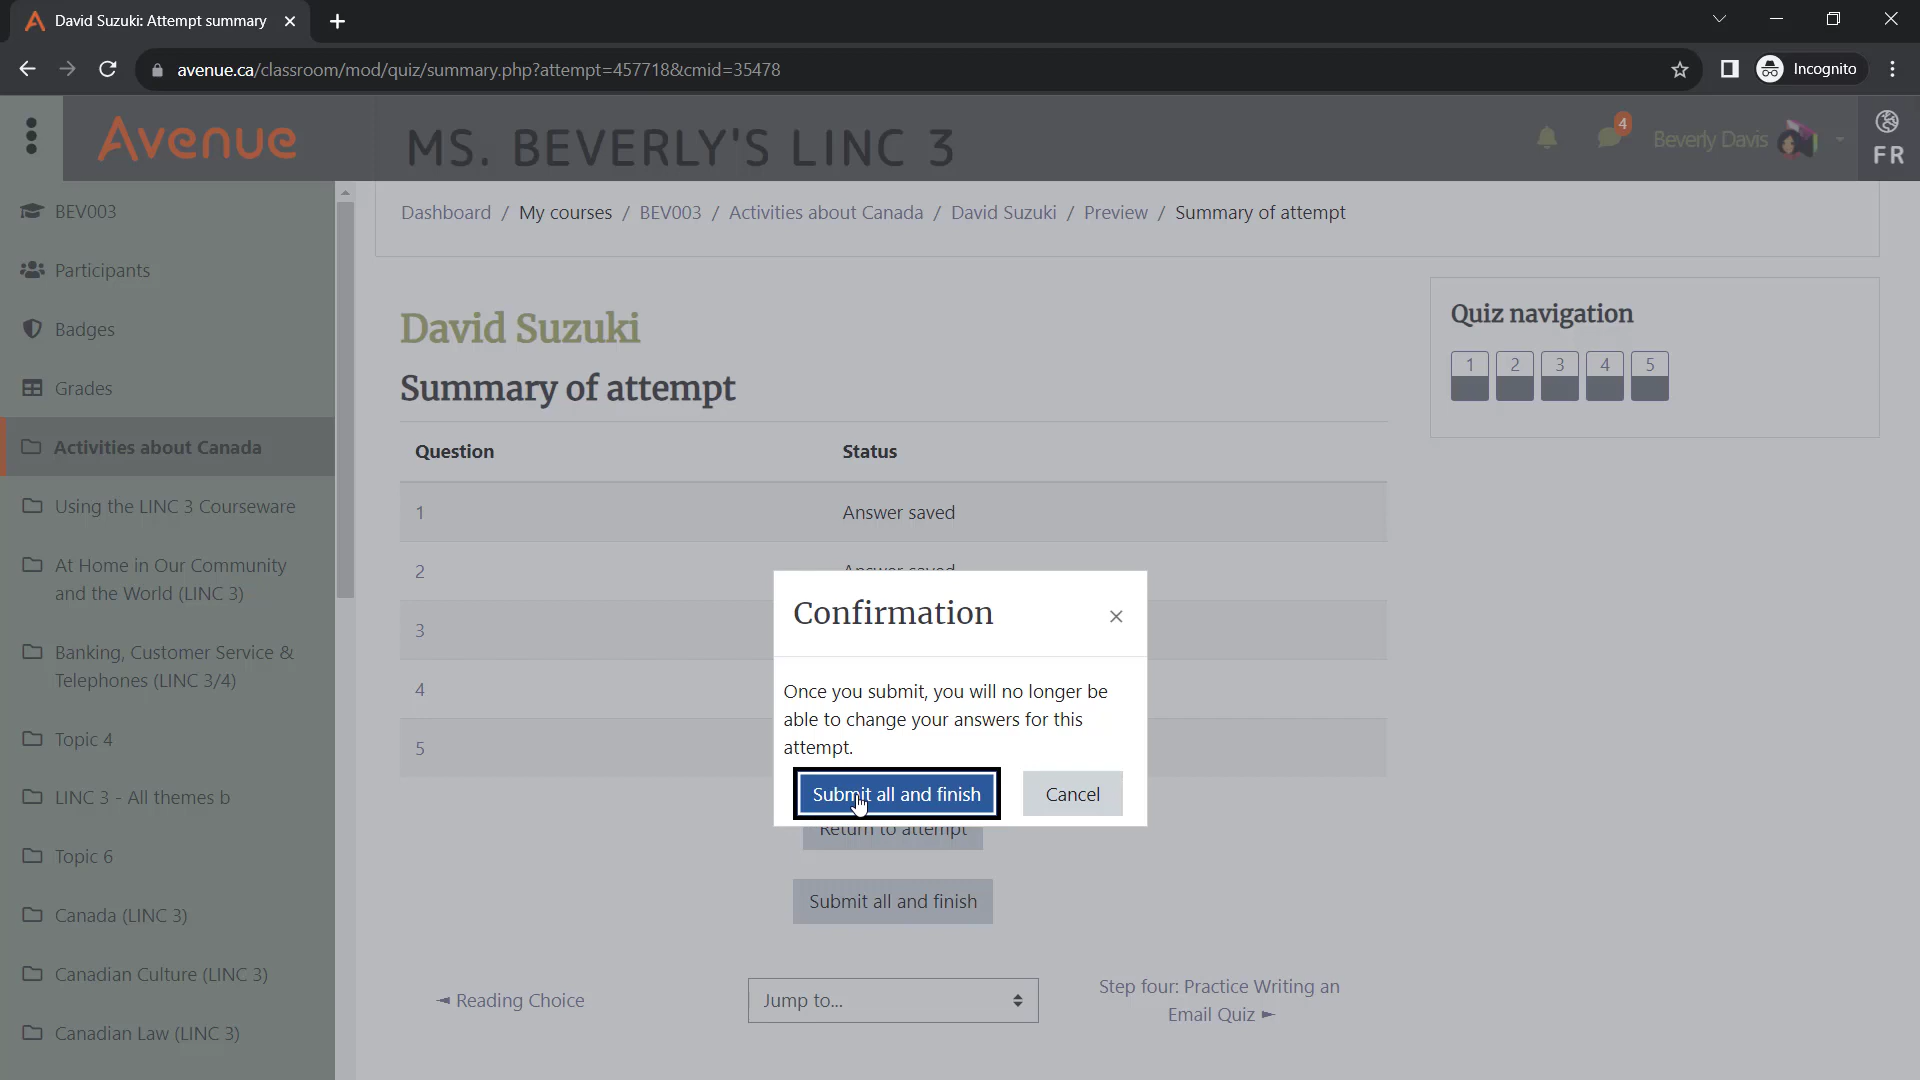 David Suzuki: Attempt summary
avenue.ca/classroom/mod/quiz/summary.php?attempt=457718&cmid=35478
Incognito
Avenue
MS. BEVERLY'S LINC 3
4
Beverly Davis
FR
BEV003
Participants
Badges
Grades
Activities about Canada
Using the LINC 3 Courseware
At Home in Our Community
and the World (LINC 3)
Banking, Customer Service &
Telephones (LINC 3/4)
Topic 4
LINC 3 - All themes b
Topic 6
Canada (LINC 3)
Canadian Culture (LINC 3)
Canadian Law (LINC 3)
Dashboard / My courses / BEV003 / Activities about Canada / David Suzuki / Preview / Summary of attempt
David Suzuki
Summary of attempt
Question Status
1 Answer saved
2 Answer saved
3
4
5
Confirmation
×
Once you submit, you will no longer be
able to change your answers for this
attempt.
Submit all and finish Cancel
Return to attempt
Submit all and finish
◄ Reading Choice
Jump to...
Step four: Practice Writing an
Email Quiz ►
Quiz navigation
1 2 3 4 5